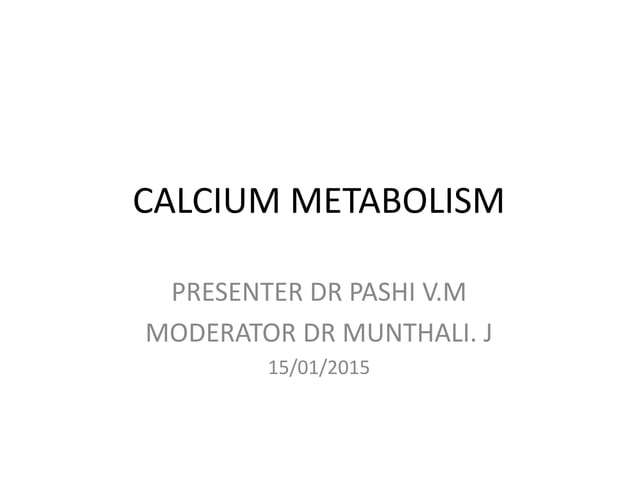 CALCIUM METABOLISM
PRESENTER DR PASHI V.M
MODERATOR DR MUNTHALI. J
15/01/2015